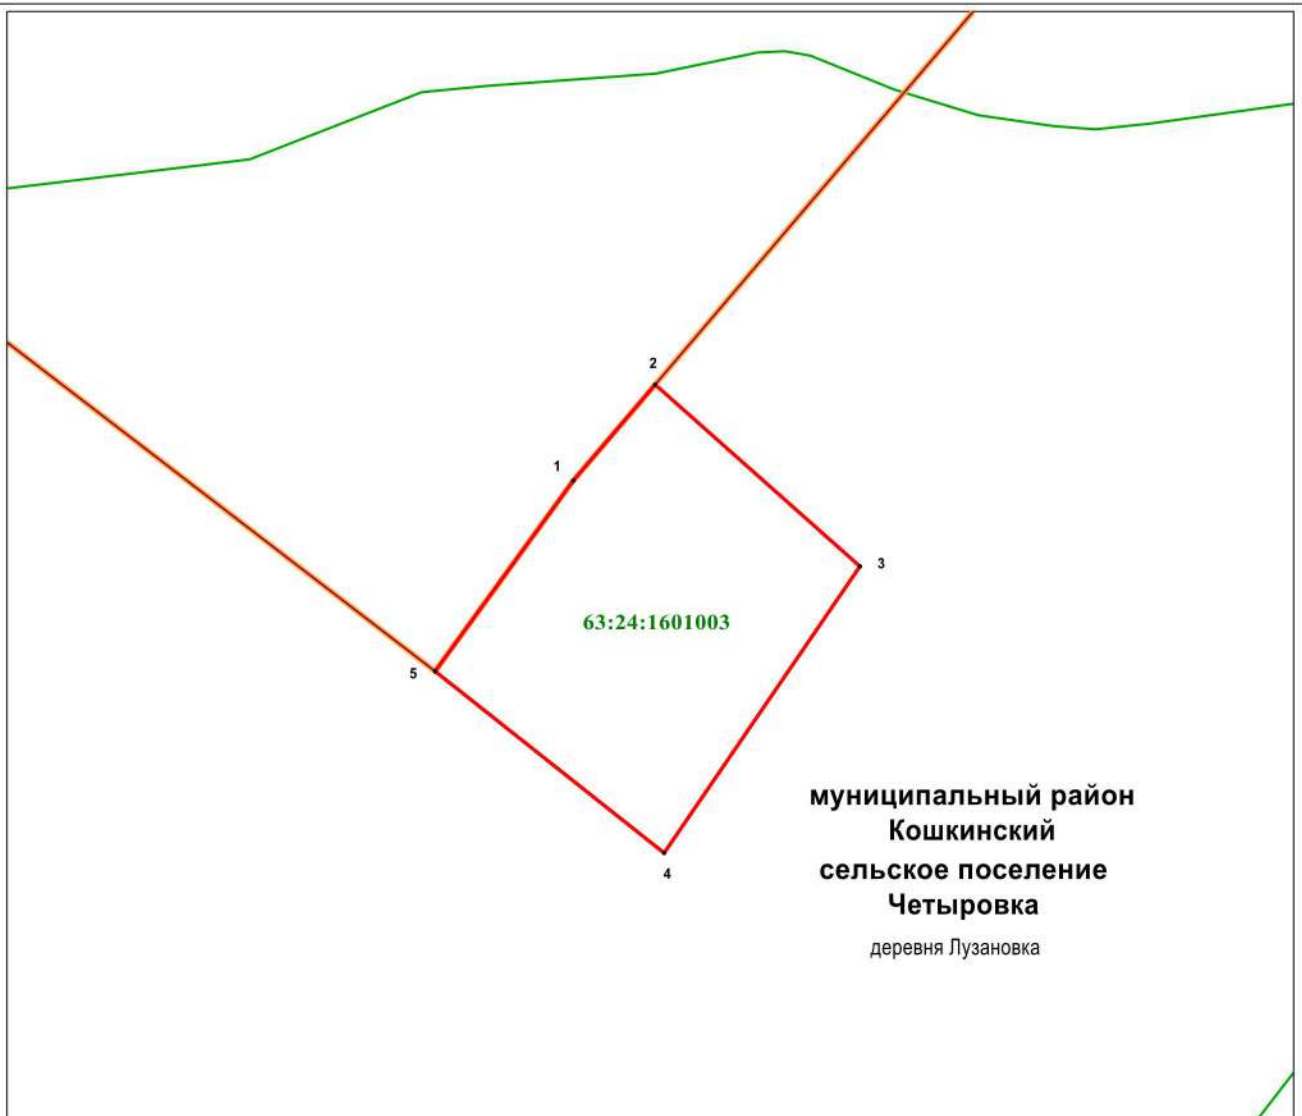 2
1
3
63:24:1601003
5
муниципальный район
Кошкинский
сельское поселение
4
Четыровка
деревня Лузановка